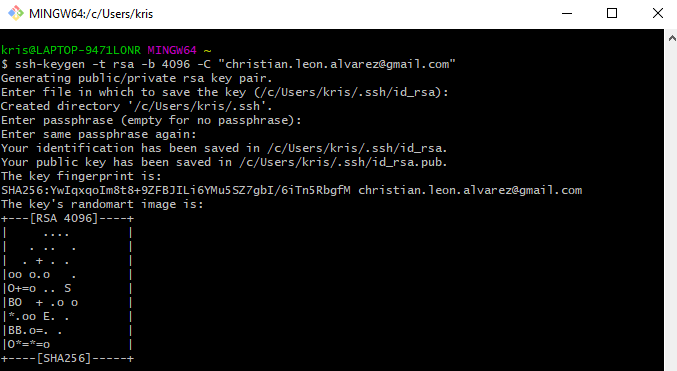 MINGW64:/c/Users/kris
kris@LAPTOP-9471LONR MINGW64 ~
$ ssh-keygen -t rsa -b 4096 -C "christian.leon.alvarez@gmail.com"
Generating public/private rsa key pair.
Enter file in which to save the key (/c/Users/kris/.ssh/id_rsa):
Created directory '/c/Users/kris/.ssh'.
Enter passphrase (empty for no passphrase):
Enter same passphrase again:
Your identification has been saved in /c/Users/kris/.ssh/id_rsa.
Your public key has been saved in /c/Users/kris/.ssh/id_rsa.pub.
The key fingerprint is:
SHA256:YwIqxqoIm8t8+9ZFBJILi6YMu5SZ7gbI/6iTn5RbgfM christian.leon.alvarez@gmail.com
The key's randomart image is:
+---[RSA 4096]----+
|     ....        |
|   . ..  .       |
|  . + . .        |
|oo o.o   .       |
|O+=o .. S        |
|BO  + .o o       |
|*.oo E. .        |
|BB.o=. .         |
|O*=*=o           |
+----[SHA256]-----+